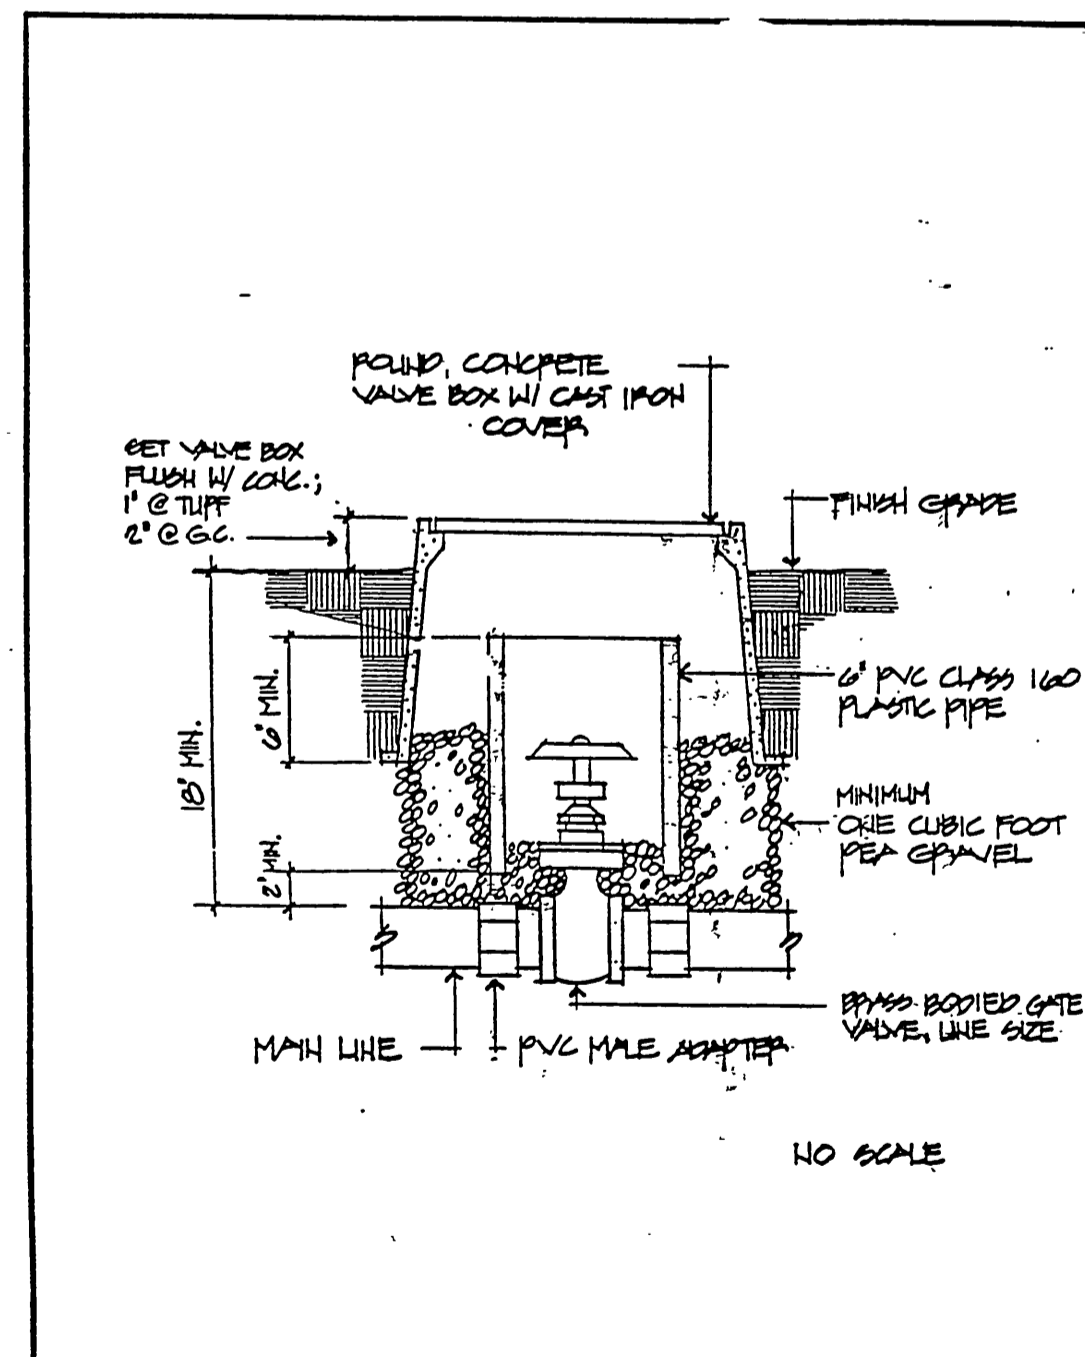 ROUND, CONCRETE
VALVE BOX W/ CAST IRON
COVER
SET VALVE BOX
FLUSH W/ CONC.;
1" @ TURF
2" @ G.C.
FINISH GRADE
6" PVC CLASS 160
PLASTIC PIPE
6" MIN.
18" MIN.
2" MIN.
MINIMUM
ONE CUBIC FOOT
PEA GRAVEL
BRASS BODIED GATE
VALVE, LINE SIZE
MAIN LINE
PVC MALE ADAPTER
NO SCALE